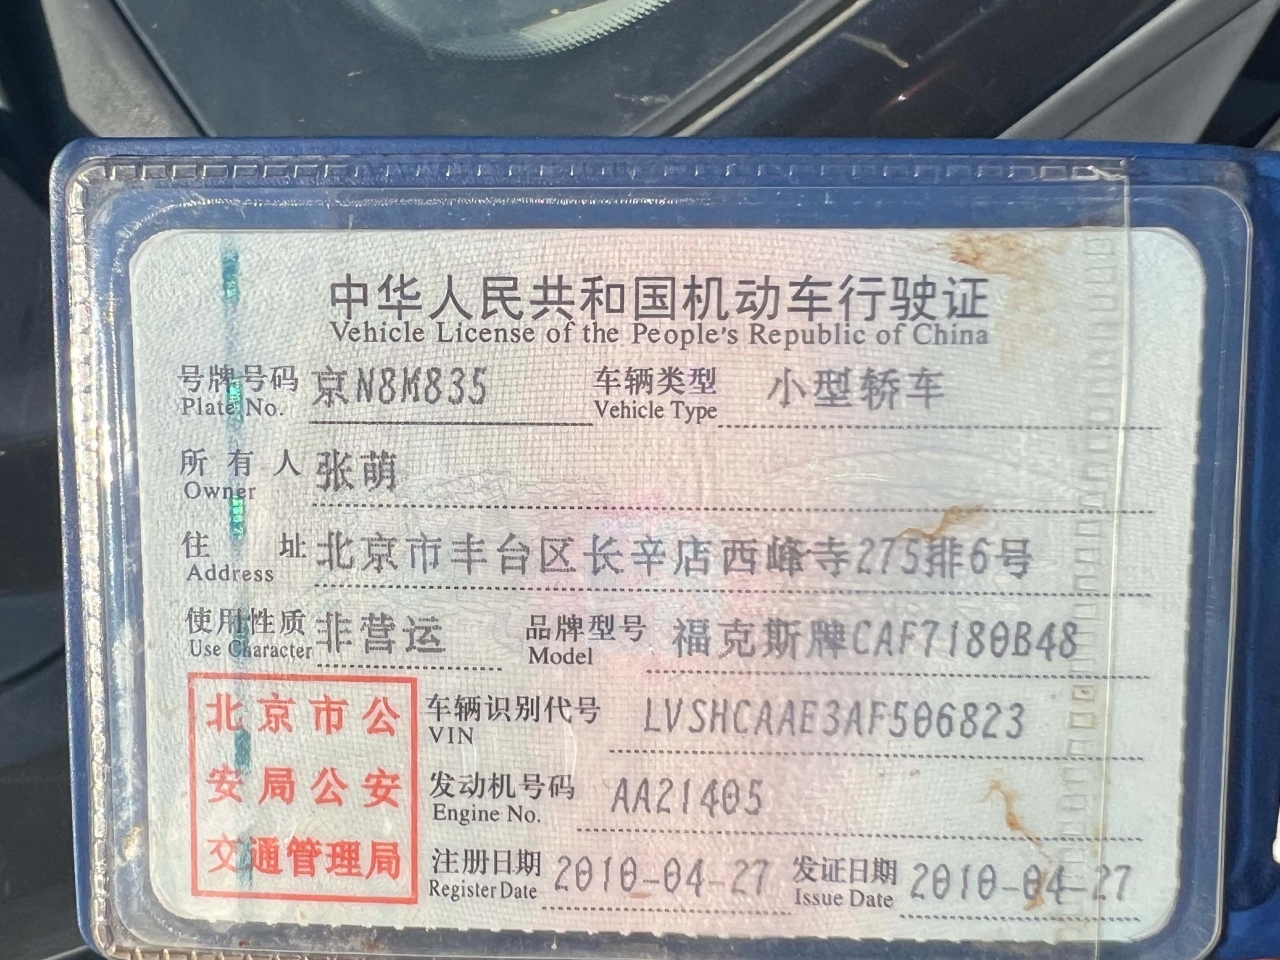 中华人民共和国机动车行驶证
Vehicle License of the People's Republic of China
号牌号码 京N8M835 车辆类型 小型轿车
Plate No. Vehicle Type
所有人 张萌
Owner
住址 北京市丰台区长辛店西峰寺275排6号
Address
使用性质 非营运 品牌型号 福克斯牌CAF7180B48
Use Character Model
北京市公
安局公安
交通管理局
车辆识别代号 LVSHCAAE3AF506823
VIN
发动机号码 AA21405
Engine No.
注册日期 2010-04-27 发证日期 2010-04-27
Register Date Issue Date